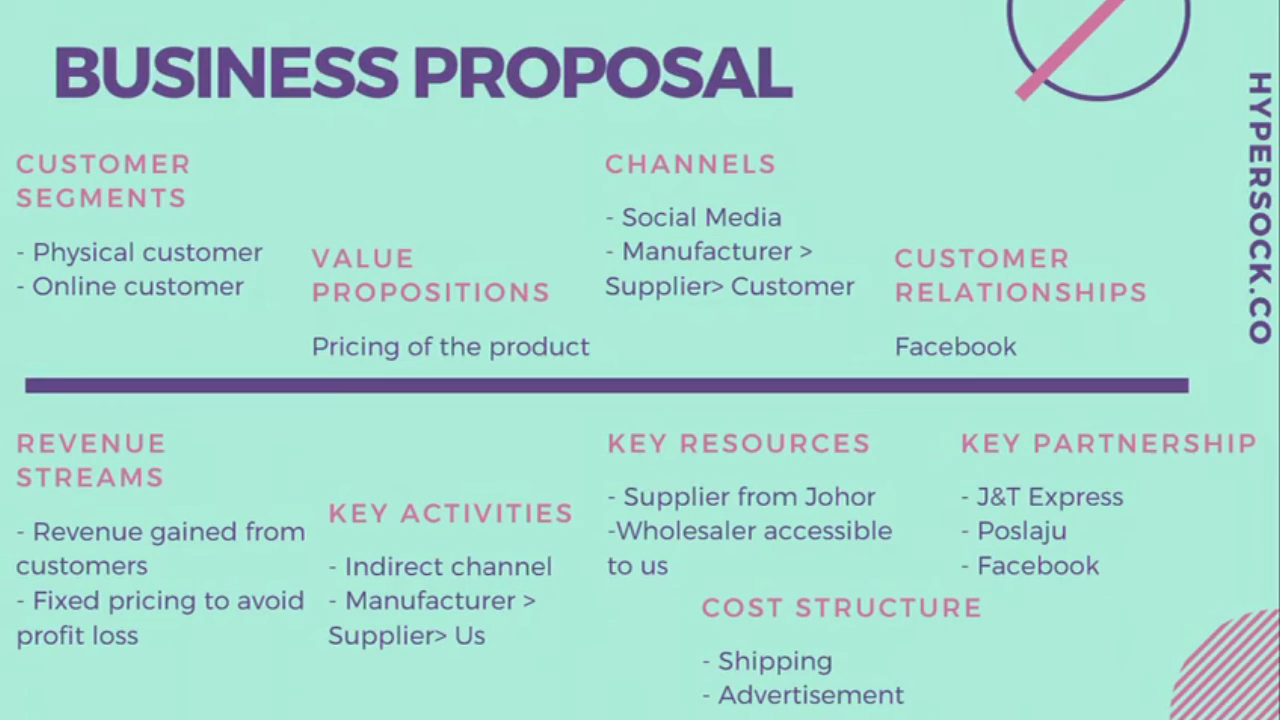 BUSINESS PROPOSAL
HYPERSOCK.CO
CUSTOMER
SEGMENTS
- Physical customer
- Online customer
VALUE
PROPOSITIONS
Pricing of the product
CHANNELS
- Social Media
- Manufacturer >
Supplier> Customer
CUSTOMER
RELATIONSHIPS
Facebook
REVENUE
STREAMS
- Revenue gained from
customers
- Fixed pricing to avoid
profit loss
KEY ACTIVITIES
- Indirect channel
- Manufacturer >
Supplier> Us
KEY RESOURCES
- Supplier from Johor
-Wholesaler accessible
to us
KEY PARTNERSHIP
- J&T Express
- Poslaju
- Facebook
COST STRUCTURE
- Shipping
- Advertisement